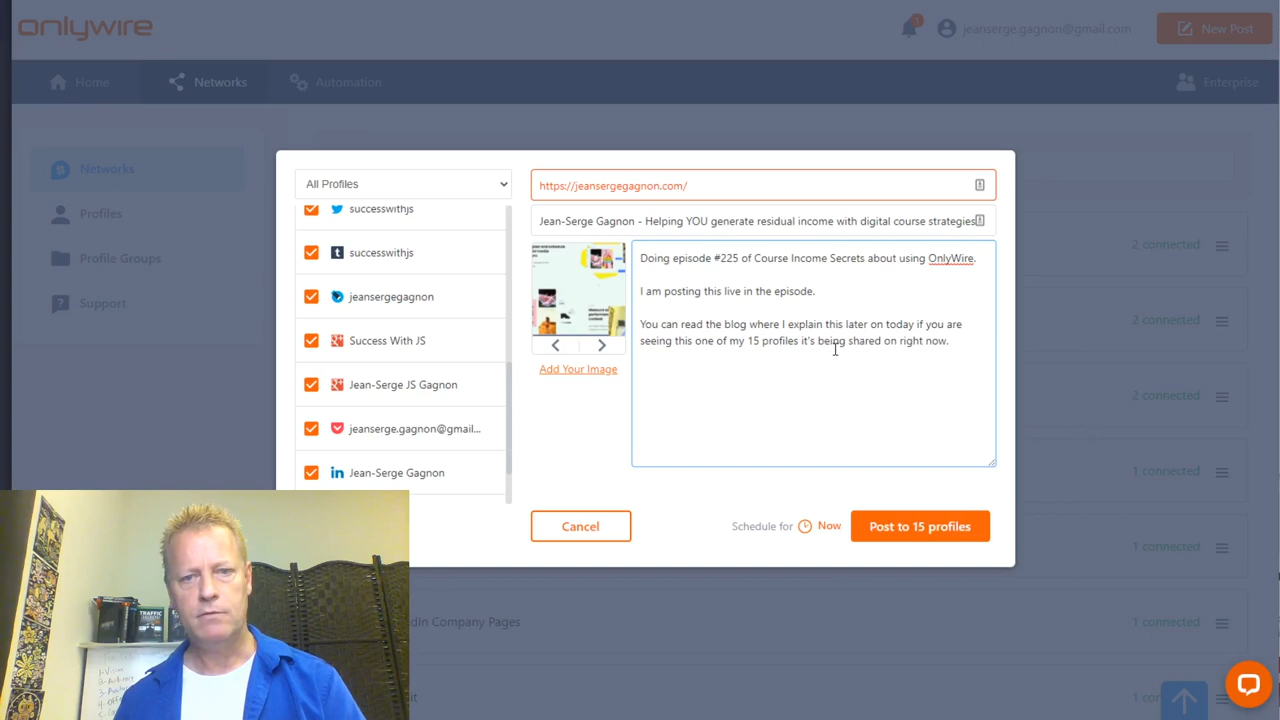 onlywire
1
jeanserge.gagnon@gmail.com
New Post
Home
Networks
Automation
Enterprise
Networks
Profiles
Profile Groups
Support
All Profiles
successwithjs
successwithjs
jeansergegagnon
Success With JS
Jean-Serge JS Gagnon
jeanserge.gagnon@gmail...
Jean-Serge Gagnon
https://jeansergegagnon.com/
Jean-Serge Gagnon - Helping YOU generate residual income with digital course strategies
Add Your Image
Doing episode #225 of Course Income Secrets about using OnlyWire.
I am posting this live in the episode.
You can read the blog where I explain this later on today if you are
seeing this one of my 15 profiles it's being shared on right now.
Cancel
Schedule for
Now
Post to 15 profiles
2 connected
2 connected
2 connected
1 connected
1 connected
dIn Company Pages
1 connected
it
1 con
TRAFFIC